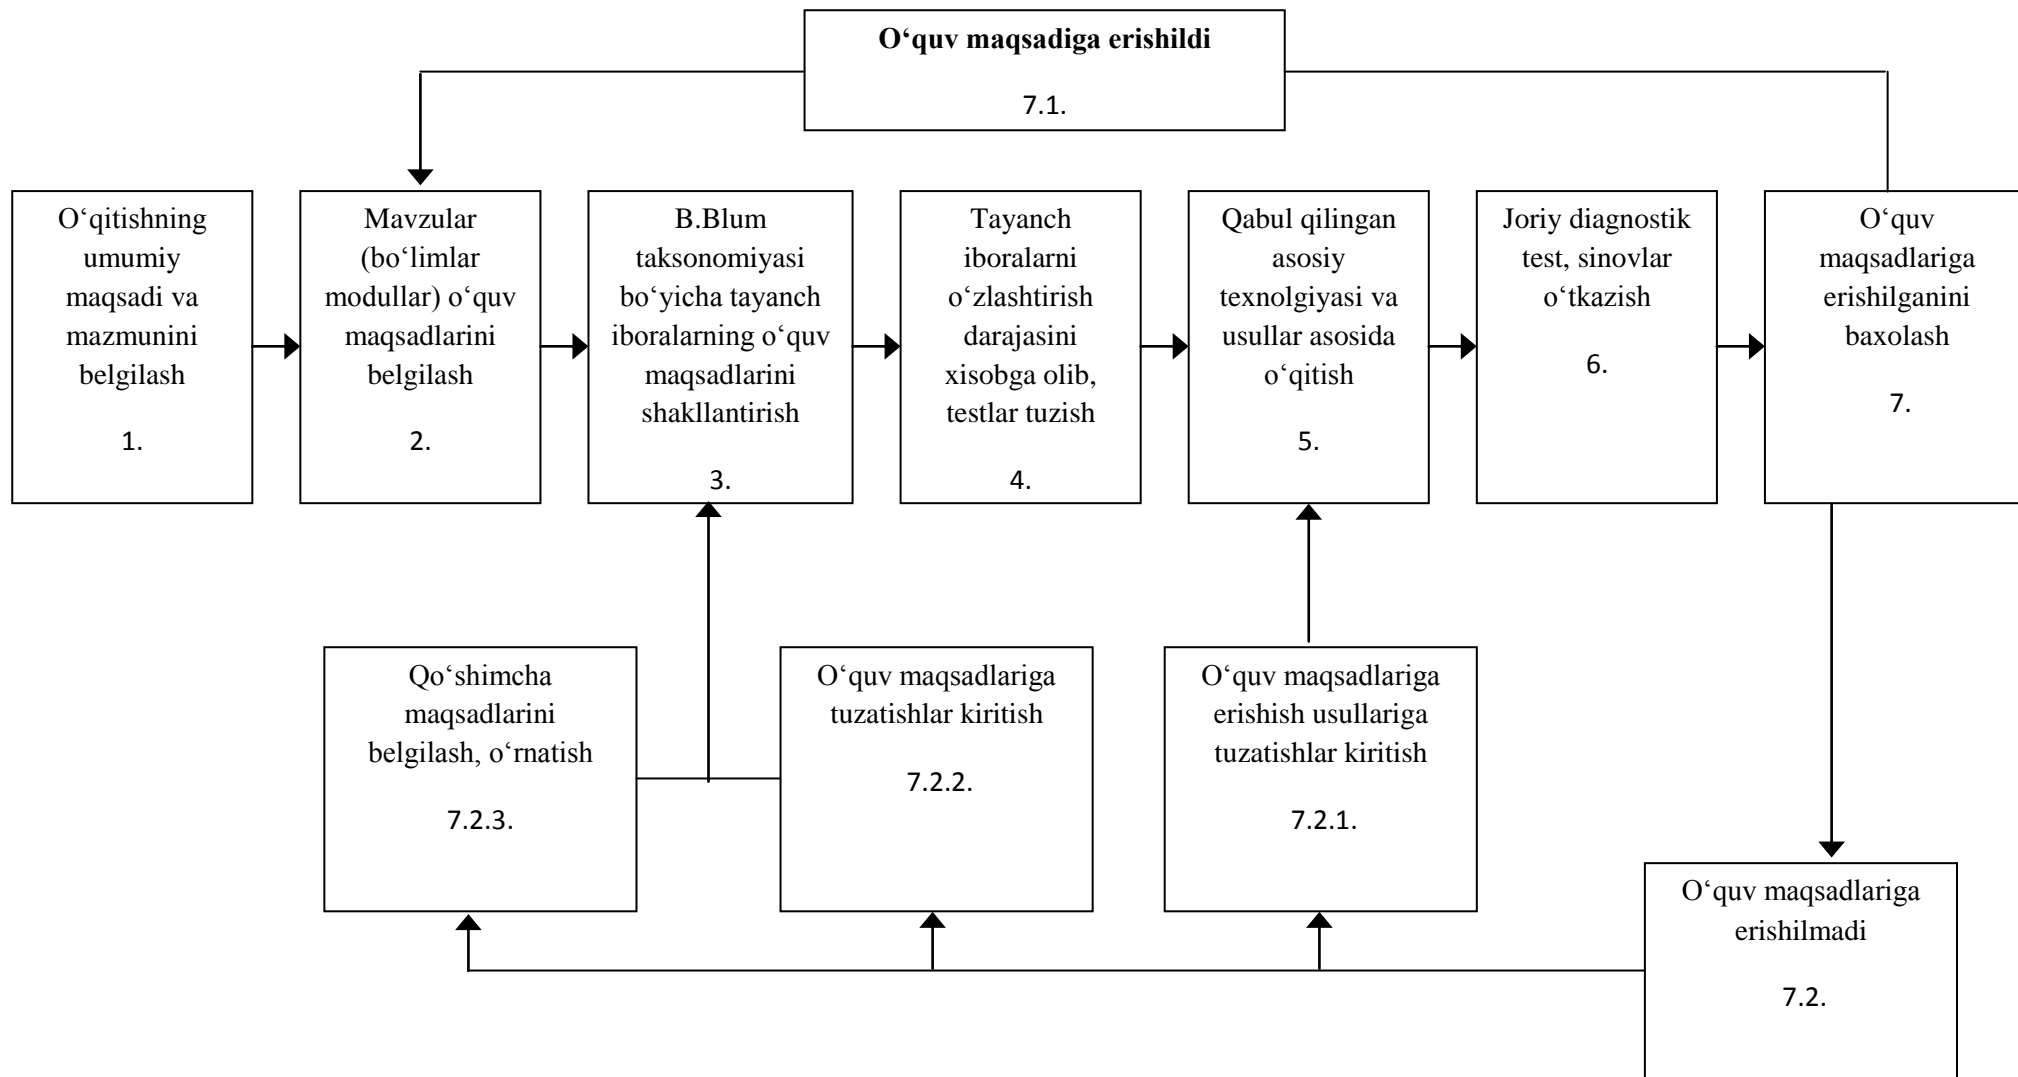 O‘quv maqsadiga erishildi
7.1.
O‘qitishning
umumiy
maqsadi va
mazmunini
belgilash
1.
Mavzular
(bo‘limlar
modullar) o‘quv
maqsadlarini
belgilash
2.
B.Blum
taksonomiyasi
bo‘yicha tayanch
iboralarning o‘quv
maqsadlarini
shakllantirish
3.
Tayanch
iboralarni
o‘zlashtirish
darajasini
xisobga olib,
testlar tuzish
4.
Qabul qilingan
asosiy
texnolgiyasi va
usullar asosida
o‘qitish
5.
Joriy diagnostik
test, sinovlar
o‘tkazish
6.
O‘quv
maqsadlariga
erishilganini
baxolash
7.
Qo‘shimcha
maqsadlarini
belgilash, o‘rnatish
7.2.3.
O‘quv maqsadlariga
tuzatishlar kiritish
7.2.2.
O‘quv maqsadlariga
erishish usullariga
tuzatishlar kiritish
7.2.1.
O‘quv maqsadlariga
erishilmadi
7.2.